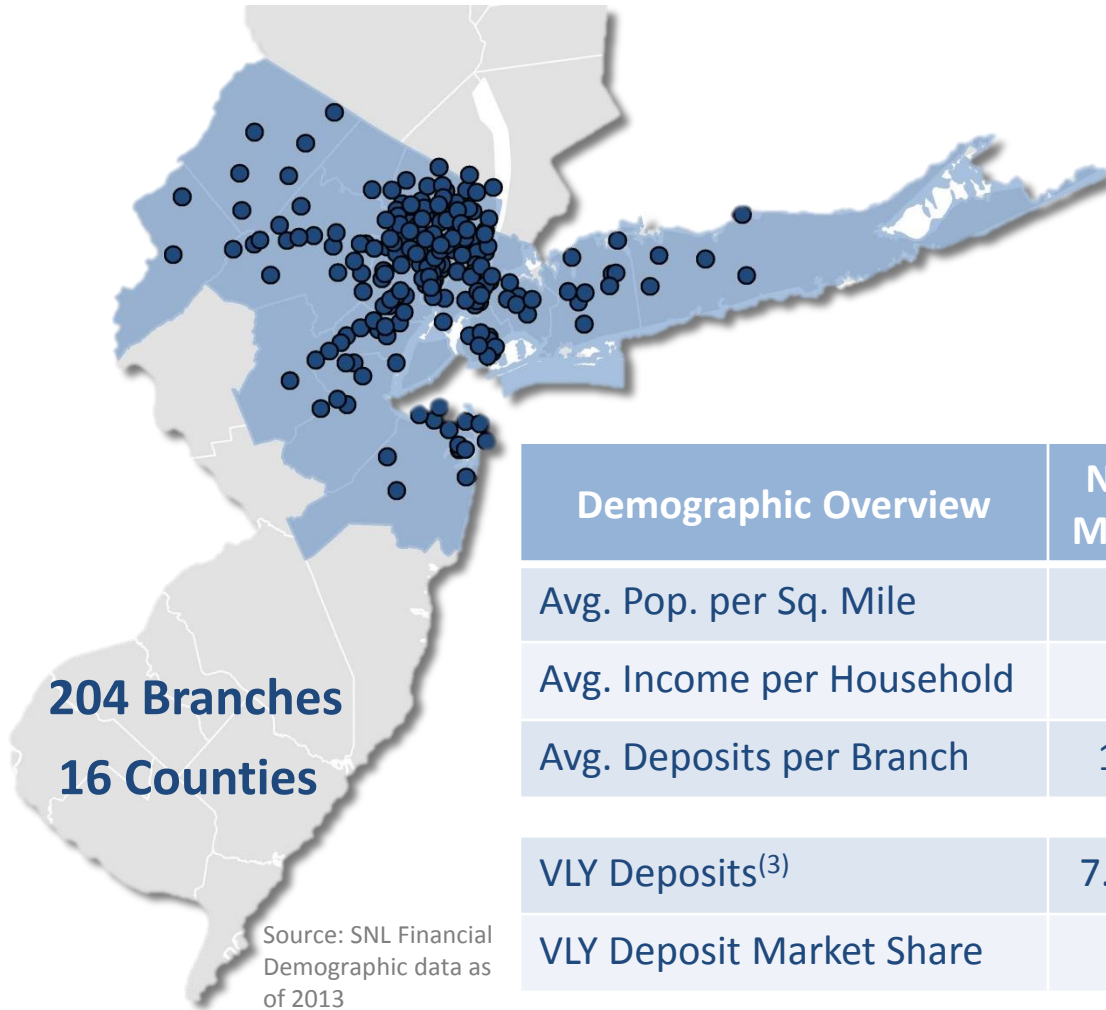 204 Branches
16 Counties
Source: SNL Financial
Demographic data as
of 2013
Demographic Overview
Avg. Pop. per Sq. Mile
Avg. Income per Household
Avg. Deposits per Branch
VLY Deposits(3)
VLY Deposit Market Share